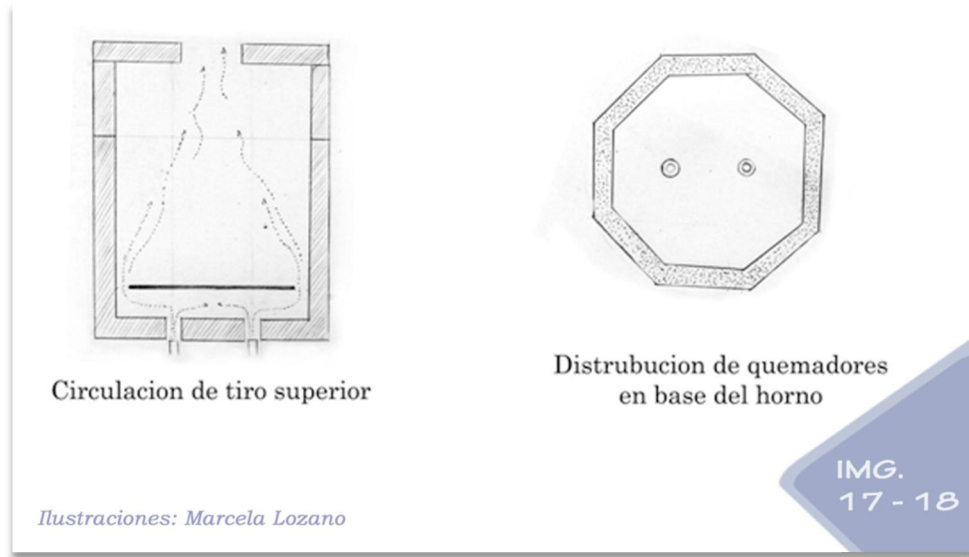 Circulacion de tiro superior
Distrubucion de quemadores
en base del horno
Ilustraciones: Marcela Lozano
IMG.
17 - 18